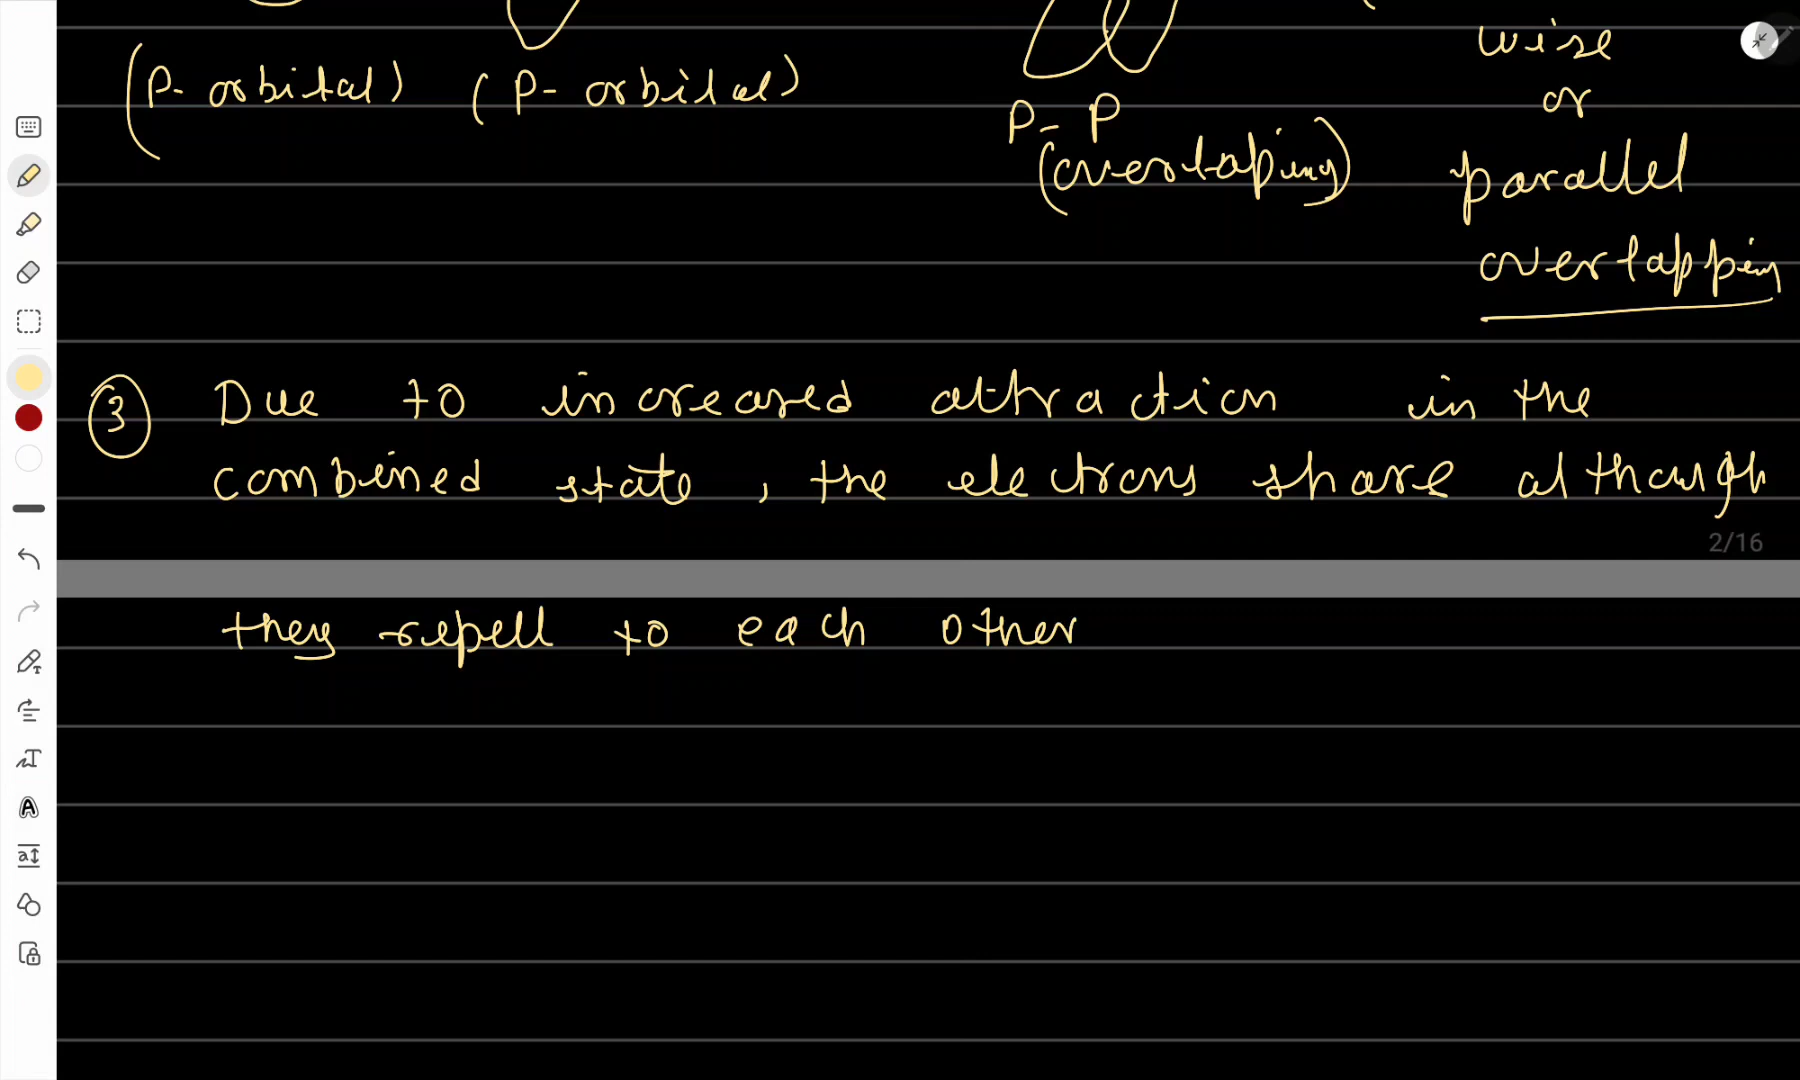 (P- orbital) (P- orbital)
P- P
(overlaping)
wise
or
parallel
overlapping
③ Due to increased attraction in the
combined state, the electrons share although
2/16
they repell to each other